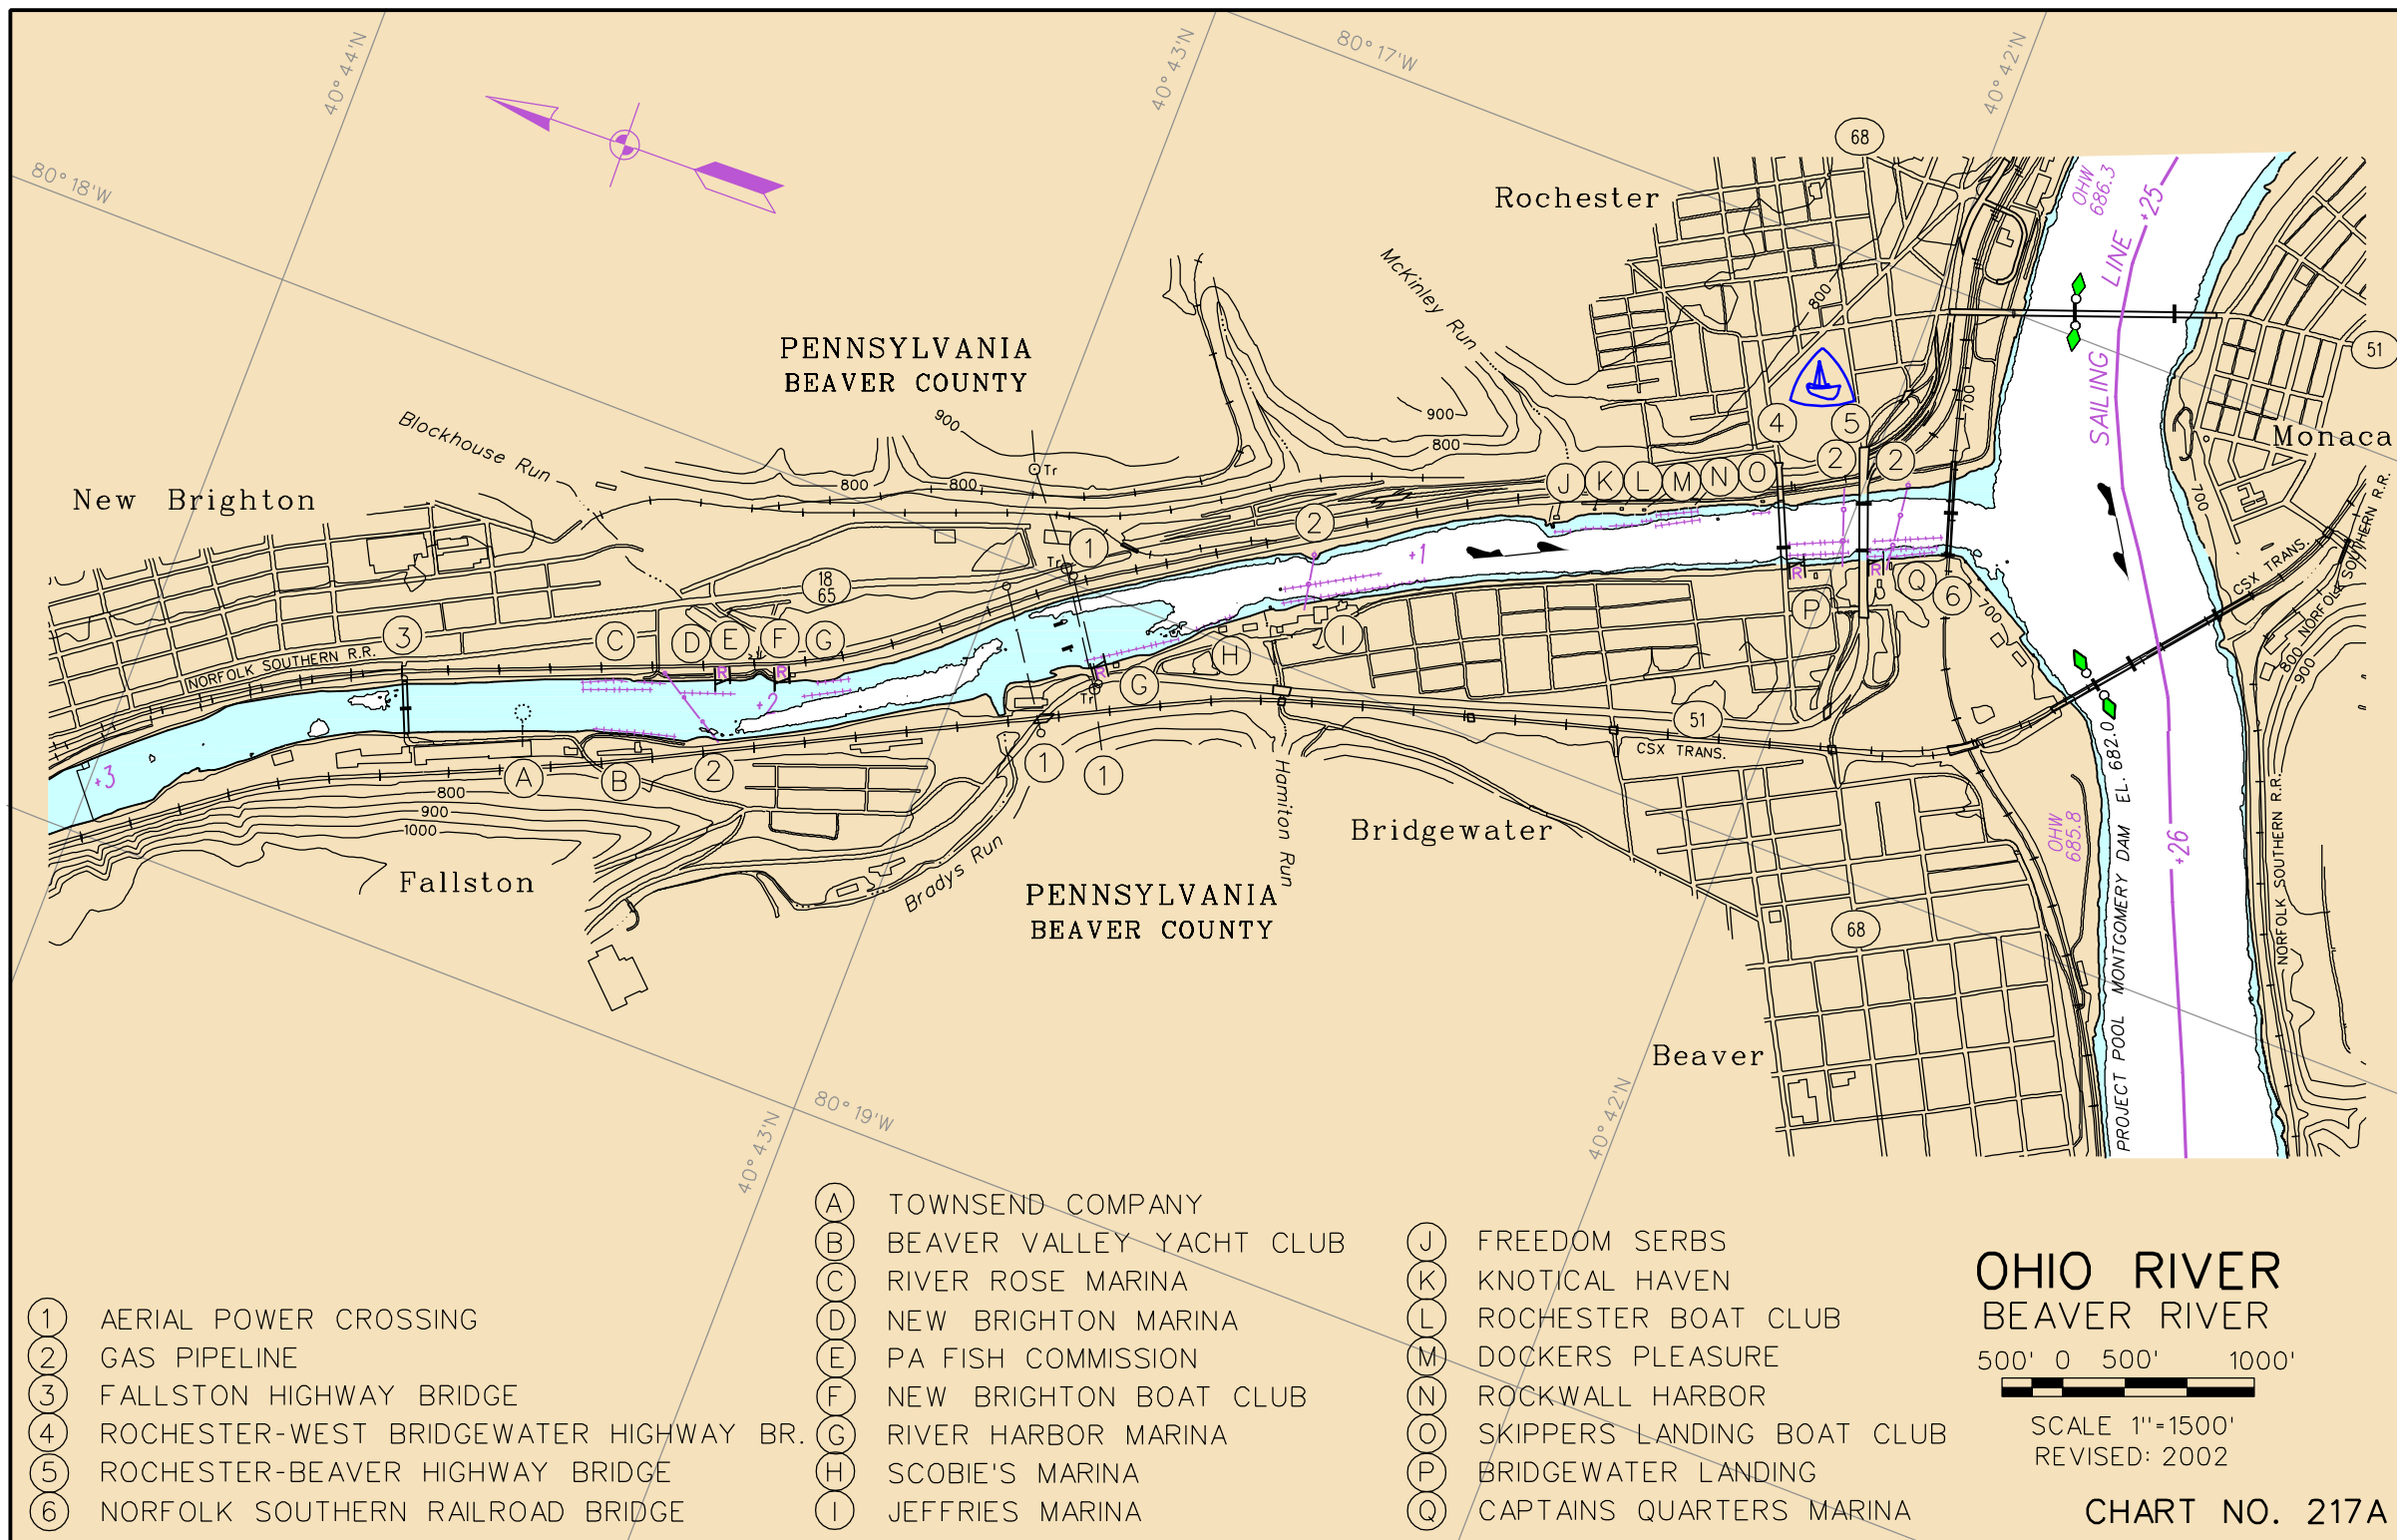 40°44'N
40°43'N
80°17'W
40°42'N
80°18'W
68
Rochester
OHW
686.3
+25
SAILING LINE
McKinley Run
800
51
PENNSYLVANIA
BEAVER COUNTY
900
900
800
700
4
5
Monaca
Blockhouse Run
New Brighton
Tr
800
800
J
K
L
M
N
O
2
2
700
2
1
+1
Tr
18
65
R
R
Q
CSX TRANS.
NORFOLK SOUTHERN R.R.
6
P
700
3
C
D
E
F
G
I
H
NORFOLK SOUTHERN R.R.
R
R
R
G
Tr
+2
800
900
51
CSX TRANS.
+3
A
B
2
1
1
800
900
1000
Hamilton Run
Bridgewater
Fallston
Bradys Run
PENNSYLVANIA
BEAVER COUNTY
68
OHW
685.8
+26
PROJECT POOL MONTGOMERY DAM EL. 682.0
NORFOLK SOUTHERN R.R.
NORFOLK SOUTHERN R.R.
Beaver
80°19'W
40°43'N
40°42'N
1 AERIAL POWER CROSSING
2 GAS PIPELINE
3 FALLSTON HIGHWAY BRIDGE
4 ROCHESTER-WEST BRIDGEWATER HIGHWAY BR.
5 ROCHESTER-BEAVER HIGHWAY BRIDGE
6 NORFOLK SOUTHERN RAILROAD BRIDGE
A TOWNSEND COMPANY
B BEAVER VALLEY YACHT CLUB
C RIVER ROSE MARINA
D NEW BRIGHTON MARINA
E PA FISH COMMISSION
F NEW BRIGHTON BOAT CLUB
G RIVER HARBOR MARINA
H SCOBIE'S MARINA
I JEFFRIES MARINA
J FREEDOM SERBS
K KNOTICAL HAVEN
L ROCHESTER BOAT CLUB
M DOCKERS PLEASURE
N ROCKWALL HARBOR
O SKIPPERS LANDING BOAT CLUB
P BRIDGEWATER LANDING
Q CAPTAINS QUARTERS MARINA
OHIO RIVER
BEAVER RIVER
500' 0 500' 1000'
SCALE 1"=1500'
REVISED: 2002
CHART NO. 217A